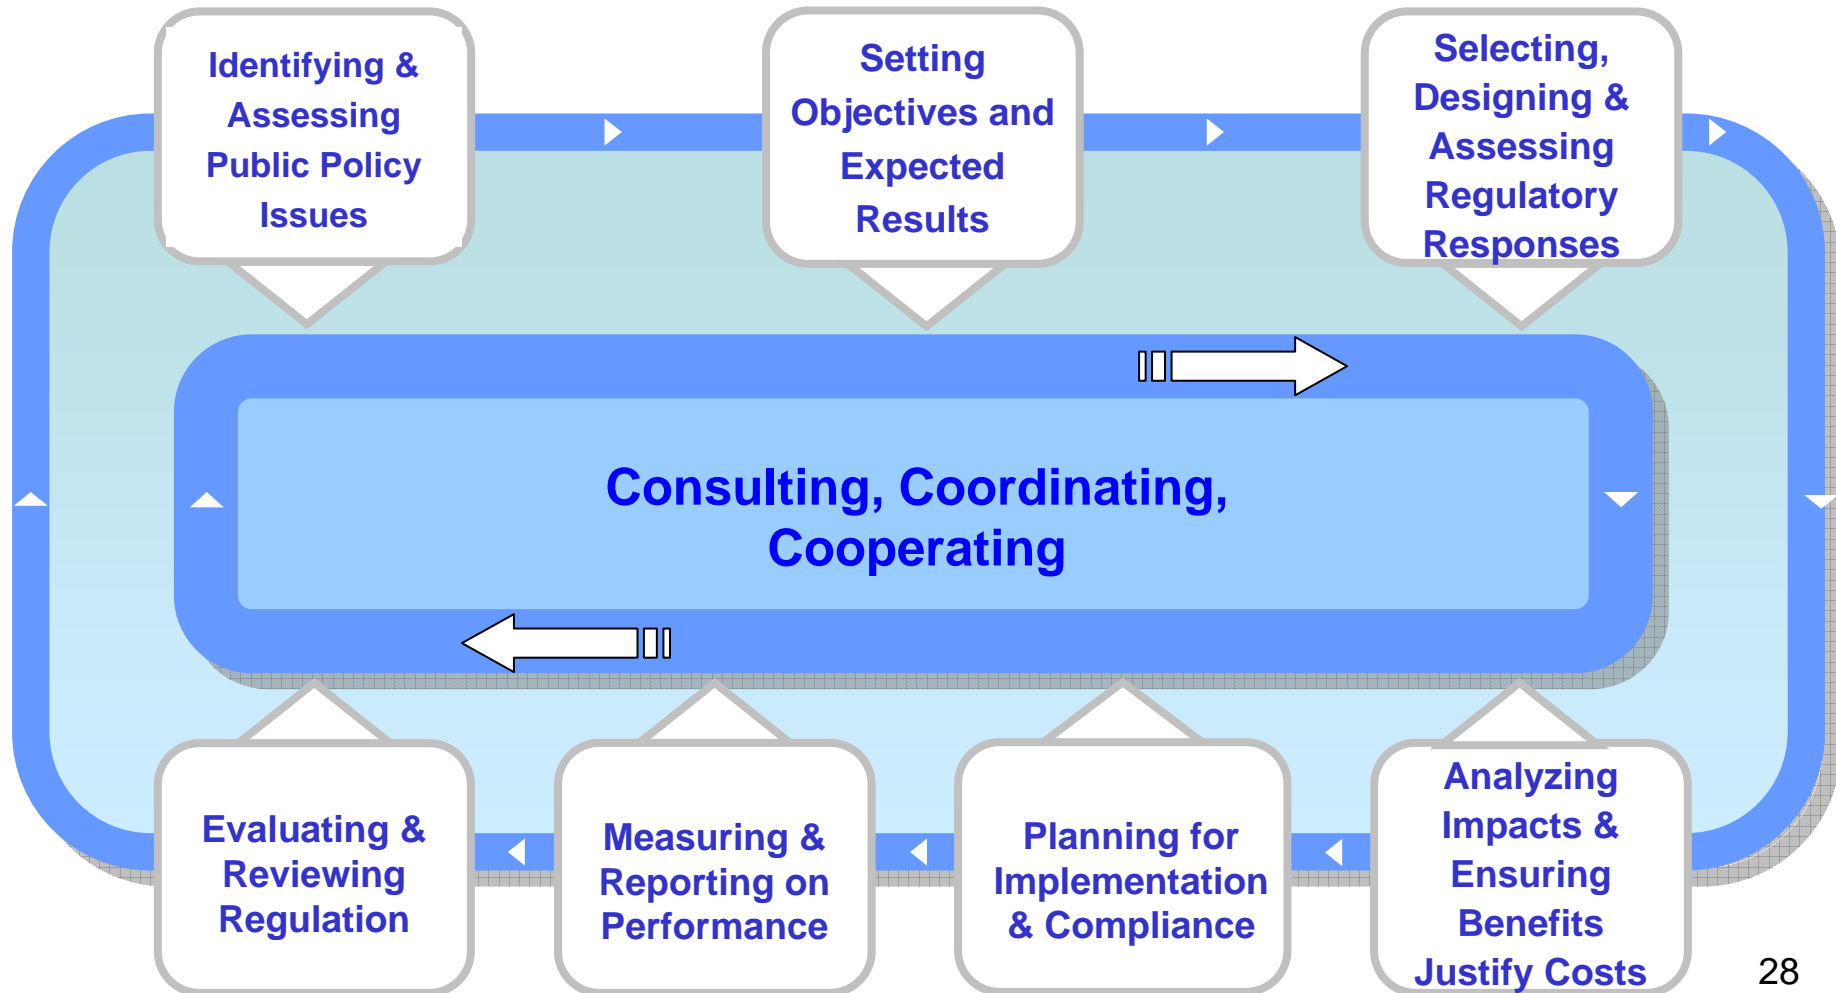 Identifying &
Assessing
Public Policy
Issues
Setting
Objectives and
Expected
Results
Selecting,
Designing &
Assessing
Regulatory
Responses
Consulting, Coordinating,
Cooperating
Evaluating &
Reviewing
Regulation
Measuring &
Reporting on
Performance
Planning for
Implementation
& Compliance
Analyzing
Impacts &
Ensuring
Benefits
Justify Costs
28